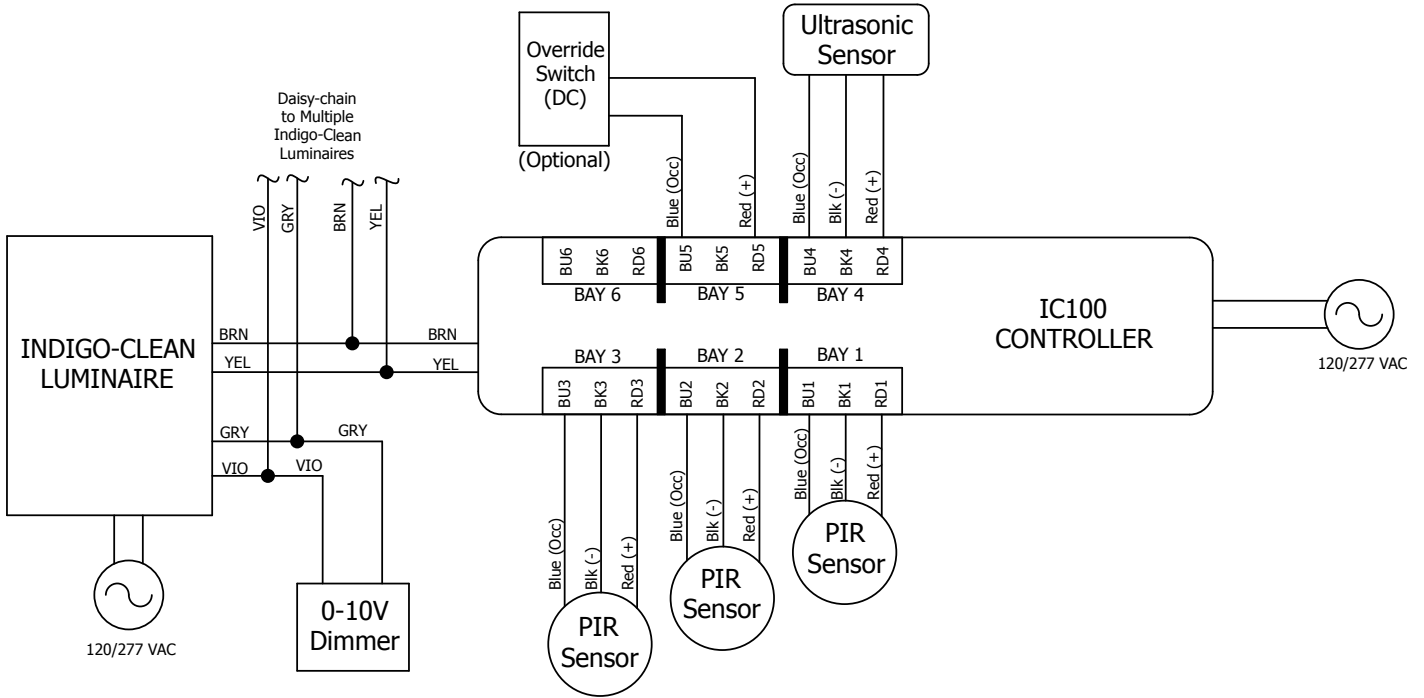 Override
Switch
(DC)
(Optional)
Ultrasonic
Sensor
Daisy-chain
to Multiple
Indigo-Clean
Luminaires
VIO
GRY
BRN
YEL
Blue (Occ)
Red (+)
Blue (Occ)
Blk (-)
Red (+)
BU6
BK6
RD6
BU5
BK5
RD5
BU4
BK4
RD4
BAY 6
BAY 5
BAY 4
IC100
CONTROLLER
120/277 VAC
INDIGO-CLEAN
LUMINAIRE
BRN
BRN
YEL
YEL
GRY
GRY
VIO
VIO
BAY 3
BAY 2
BAY 1
BU3
BK3
RD3
BU2
BK2
RD2
BU1
BK1
RD1
Blue (Occ)
Blk (-)
Red (+)
Blue (Occ)
Blk (-)
Red (+)
Blue (Occ)
Blk (-)
Red (+)
PIR
Sensor
PIR
Sensor
PIR
Sensor
0-10V
Dimmer
120/277 VAC